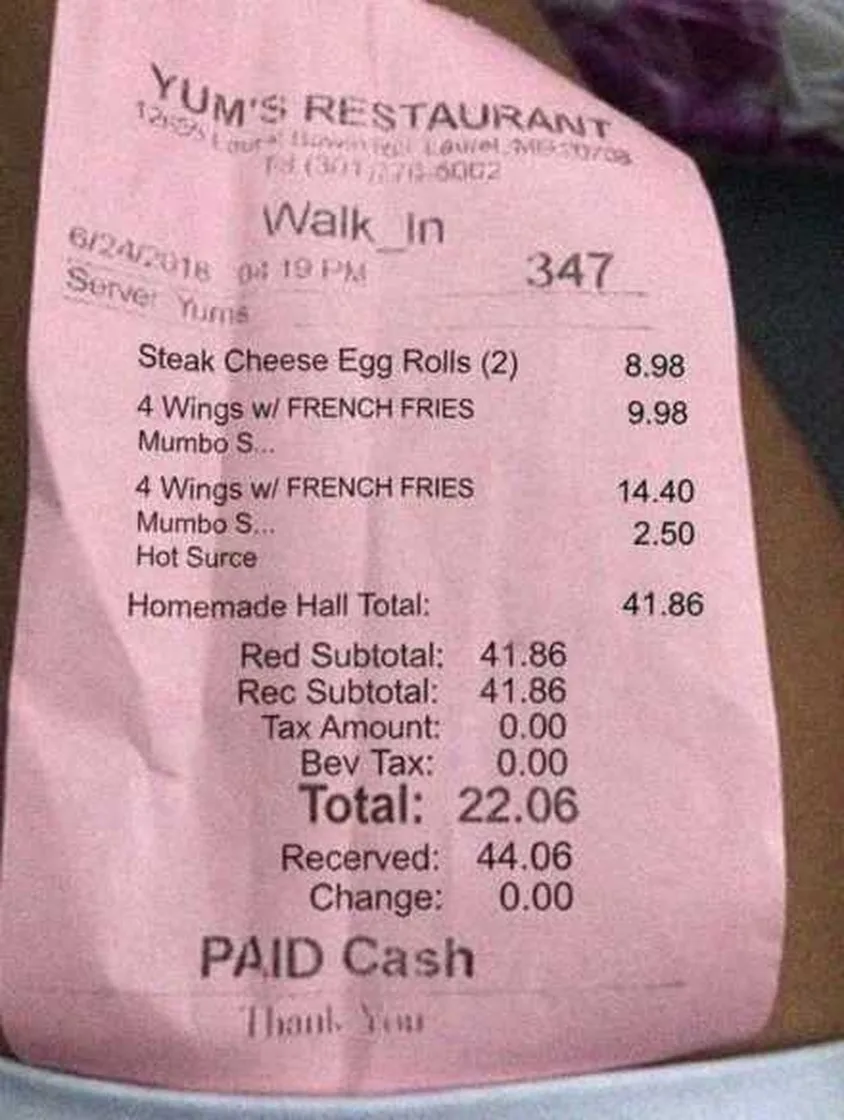 YUM'S RESTAURANT
Laurel
Walk_In
6/24/2018 04 19 PM 347
Server Yums
Steak Cheese Egg Rolls (2) 8.98
4 Wings w/ FRENCH FRIES 9.98
Mumbo S...
4 Wings w/ FRENCH FRIES 14.40
Mumbo S... 2.50
Hot Surce
Homemade Hall Total: 41.86
Red Subtotal: 41.86
Rec Subtotal: 41.86
Tax Amount: 0.00
Bev Tax: 0.00
Total: 22.06
Recerved: 44.06
Change: 0.00
PAID Cash
Thank You